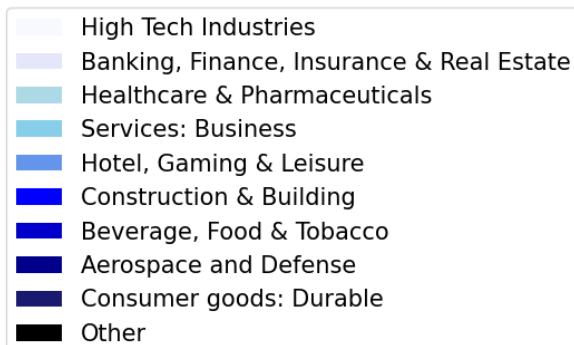 High Tech Industries
Banking, Finance, Insurance & Real Estate
Healthcare & Pharmaceuticals
Services: Business
Hotel, Gaming & Leisure
Construction & Building
Beverage, Food & Tobacco
Aerospace and Defense
Consumer goods: Durable
Other